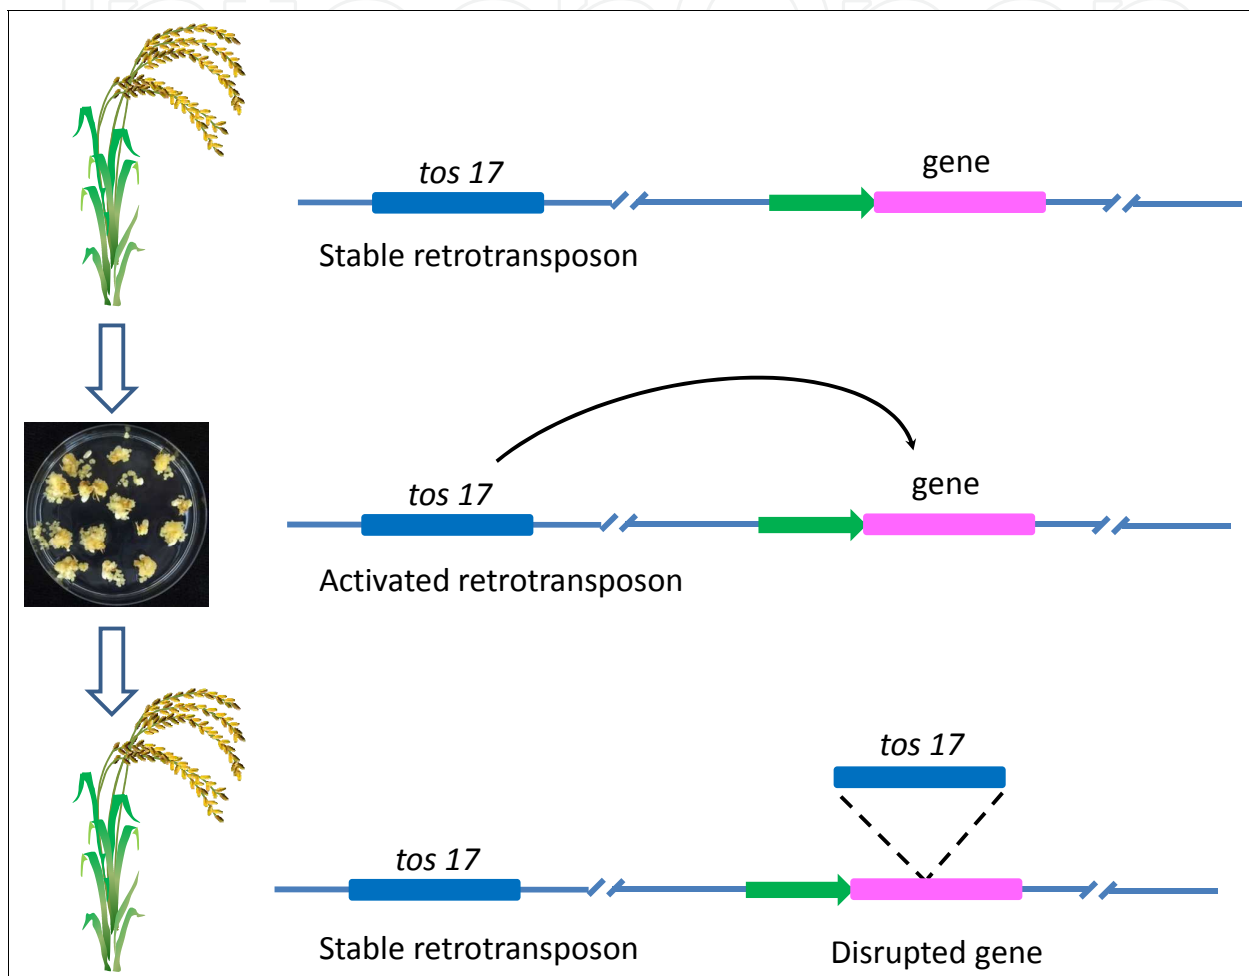 tos 17
gene
Stable retrotransposon
tos 17
gene
Activated retrotransposon
tos 17
tos 17
Stable retrotransposon
Disrupted gene